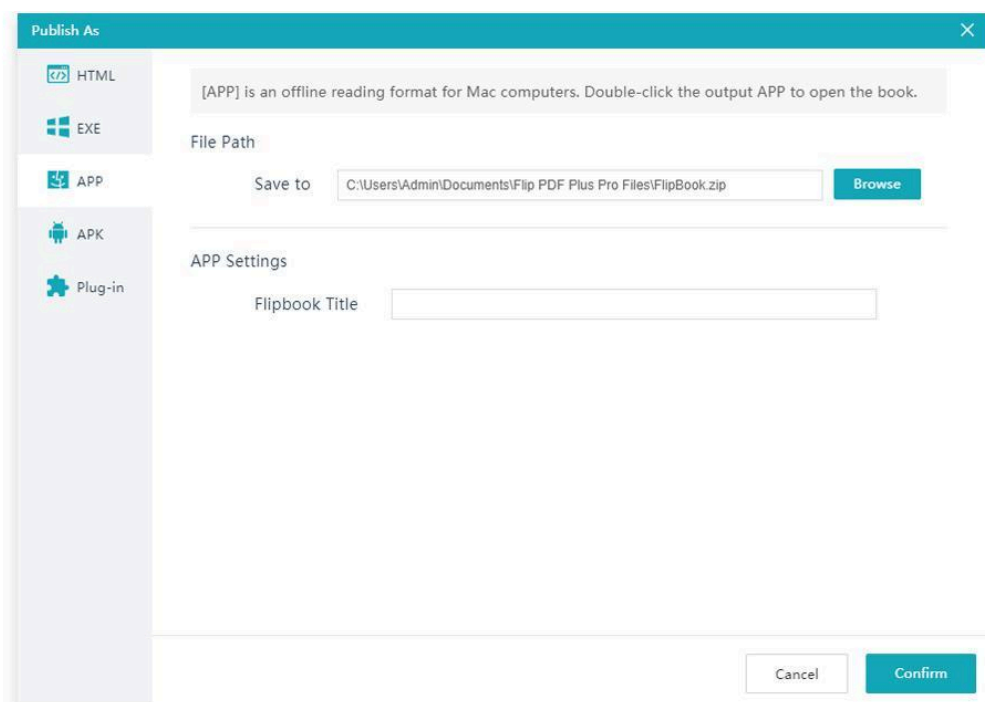 Publish As
HTML
EXE
APP
APK
Plug-in
[APP] is an offline reading format for Mac computers. Double-click the output APP to open the book.
File Path
Save to
C:\Users\Admin\Documents\Flip PDF Plus Pro Files\FlipBook.zip
Browse
APP Settings
Flipbook Title
Cancel
Confirm